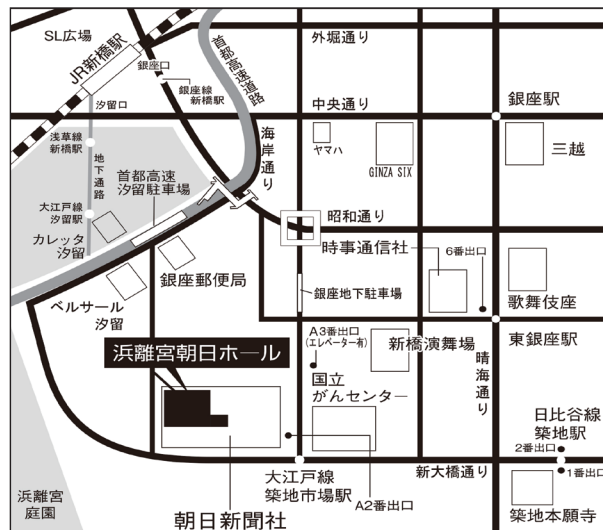 SL広場
JR新橋駅
銀座口
銀座線
新橋駅
首都高速道路
外堀通り
汐留口
中央通り
銀座駅
浅草線
新橋駅
海岸通り
ヤマハ
GINZA SIX
三越
地下通路
首都高速
汐留駐車場
大江戸線
汐留駅
昭和通り
カレッタ
汐留
時事通信社
6番出口
銀座郵便局
銀座地下駐車場
歌舞伎座
ベルサール
汐留
A3番出口
(エレベーター有)
新橋演舞場
東銀座駅
浜離宮朝日ホール
国立
がんセンター
晴海通り
日比谷線
築地駅
2番出口
大江戸線
築地市場駅
新大橋通り
1番出口
A2番出口
浜離宮
庭園
朝日新聞社
築地本願寺